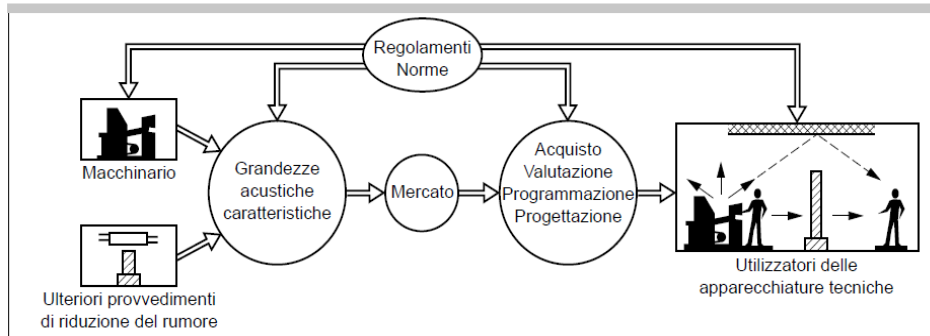 Regolamenti
Norme
Macchinario
Grandezze
acustiche
caratteristiche
Mercato
Acquisto
Valutazione
Programmazione
Progettazione
Ulteriori provvedimenti
di riduzione del rumore
Utilizzatori delle
apparecchiature tecniche